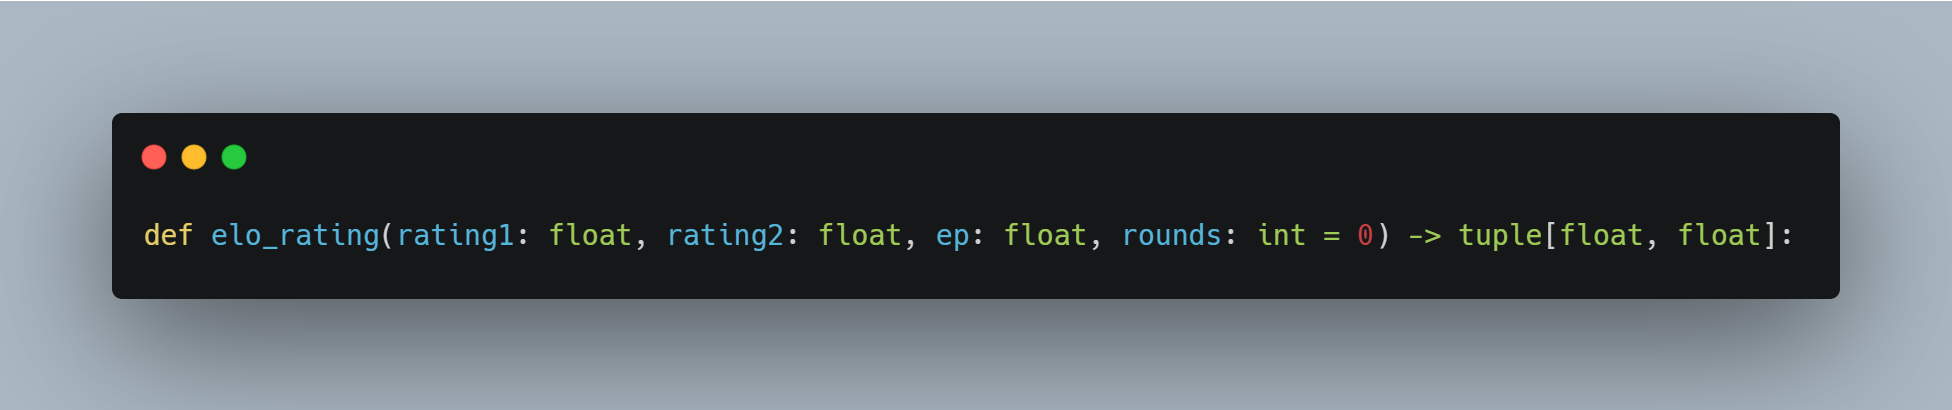 def elo_rating(rating1: float, rating2: float, ep: float, rounds: int = 0) -> tuple[float, float]: